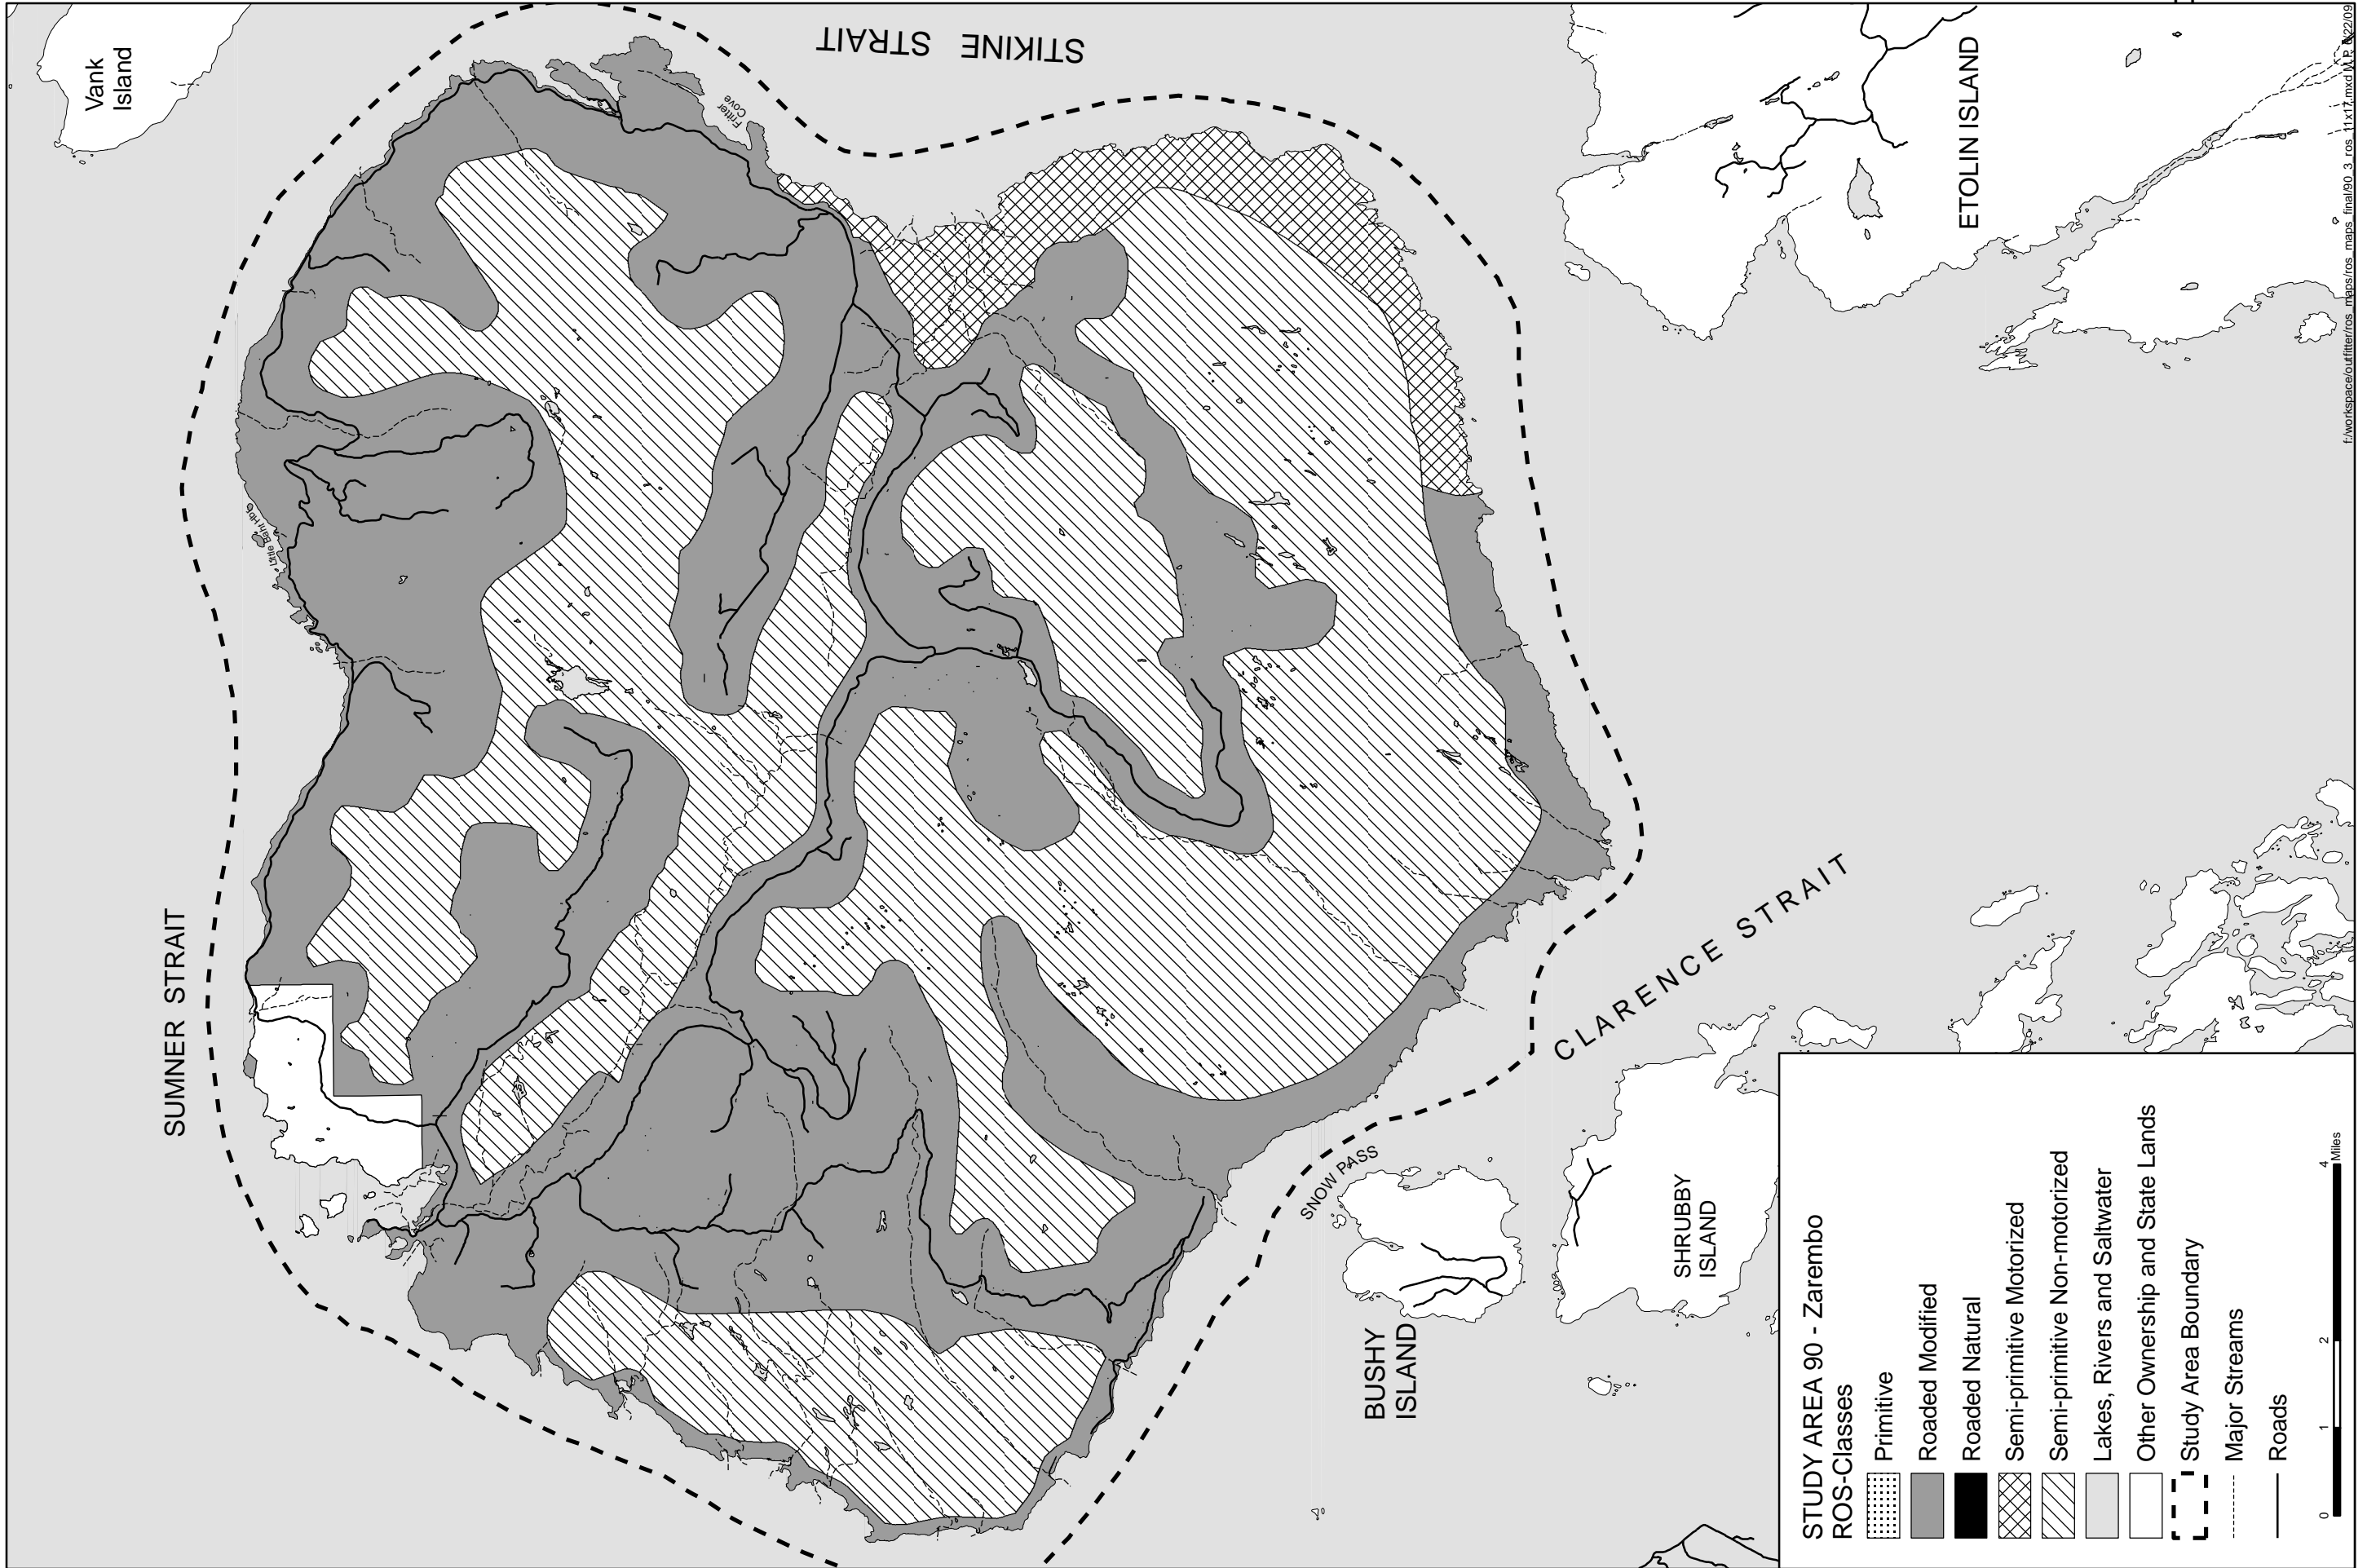 Vank
Island
STIKINE STRAIT
ETOLIN ISLAND
Fritter
Cove
Little Baht Hbr
SUMNER STRAIT
CLARENCE STRAIT
SNOW PASS
BUSHY
ISLAND
SHRUBBY
ISLAND
STUDY AREA 90 - Zarembo
ROS-Classes
Primitive
Roaded Modified
Roaded Natural
Semi-primitive Motorized
Semi-primitive Non-motorized
Lakes, Rivers and Saltwater
Other Ownership and State Lands
Study Area Boundary
Major Streams
Roads
0 1 2 4 Miles